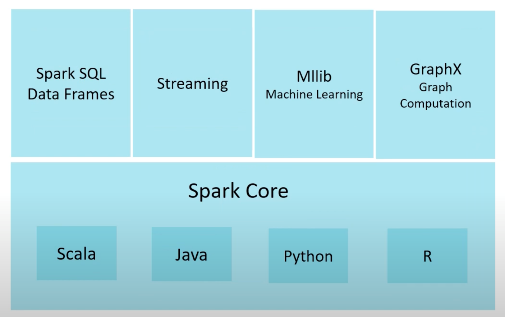 Spark SQL
Data Frames
Streaming
Mllib
Machine Learning
GraphX
Graph
Computation
Spark Core
Scala
Java
Python
R